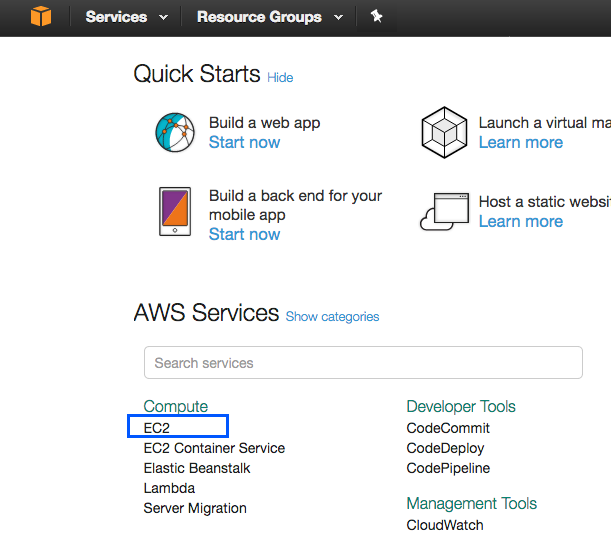 Services Resource Groups
Quick Starts Hide
Build a web app
Start now
Launch a virtual ma
Learn more
Build a back end for your
mobile app
Start now
Host a static websit
Learn more
AWS Services Show categories
Search services
Compute
EC2
EC2 Container Service
Elastic Beanstalk
Lambda
Server Migration
Developer Tools
CodeCommit
CodeDeploy
CodePipeline
Management Tools
CloudWatch